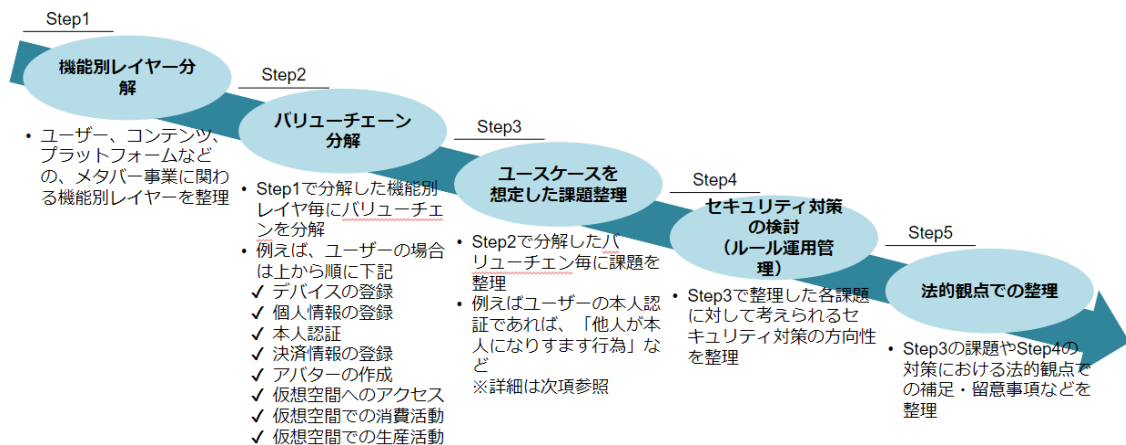 Step1
機能別レイヤー分
解
• ユーザー、コンテンツ、
プラットフォームなど
の、メタバー事業に関わ
る機能別レイヤーを整理
Step2
バリューチェーン
分解
• Step1で分解した機能別
レイヤ毎にバリューチェ
ンを分解
• 例えば、ユーザーの場合
は上から順に下記
✓ デバイスの登録
✓ 個人情報の登録
✓ 本人認証
✓ 決済情報の登録
✓ アバターの作成
✓ 仮想空間へのアクセス
✓ 仮想空間での消費活動
✓ 仮想空間での生産活動
Step3
ユースケースを
想定した課題整理
• Step2で分解したバ
リューチェン毎に課題を
整理
• 例えばユーザーの本人認
証であれば、「他人が本
人になりすます行為」な
ど
※詳細は次項参照
Step4
セキュリティ対策
の検討
（ルール運用管
理）
• Step3で整理した各課題
に対して考えられるセ
キュリティ対策の方向性
を整理
Step5
法的観点での整理
• Step3の課題やStep4の
対策における法的観点で
の補足・留意事項などを
整理